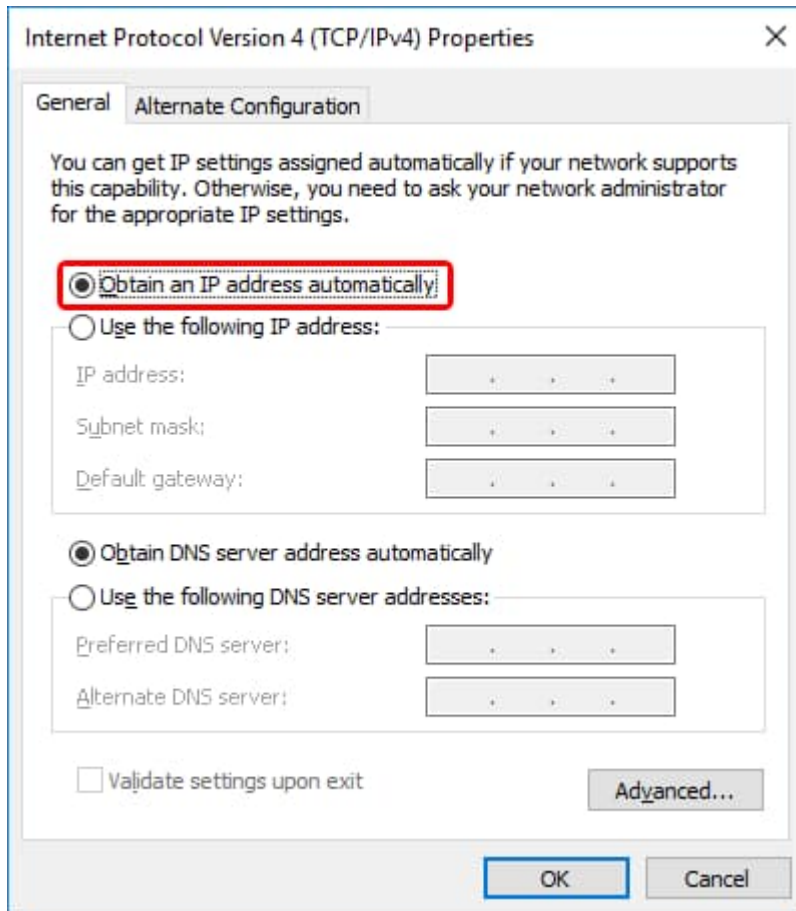 Internet Protocol Version 4 (TCP/IPv4) Properties
General
Alternate Configuration
You can get IP settings assigned automatically if your network supports
this capability. Otherwise, you need to ask your network administrator
for the appropriate IP settings.
Obtain an IP address automatically
Use the following IP address:
IP address:
Subnet mask:
Default gateway:
Obtain DNS server address automatically
Use the following DNS server addresses:
Preferred DNS server:
Alternate DNS server:
Validate settings upon exit
Advanced...
OK
Cancel